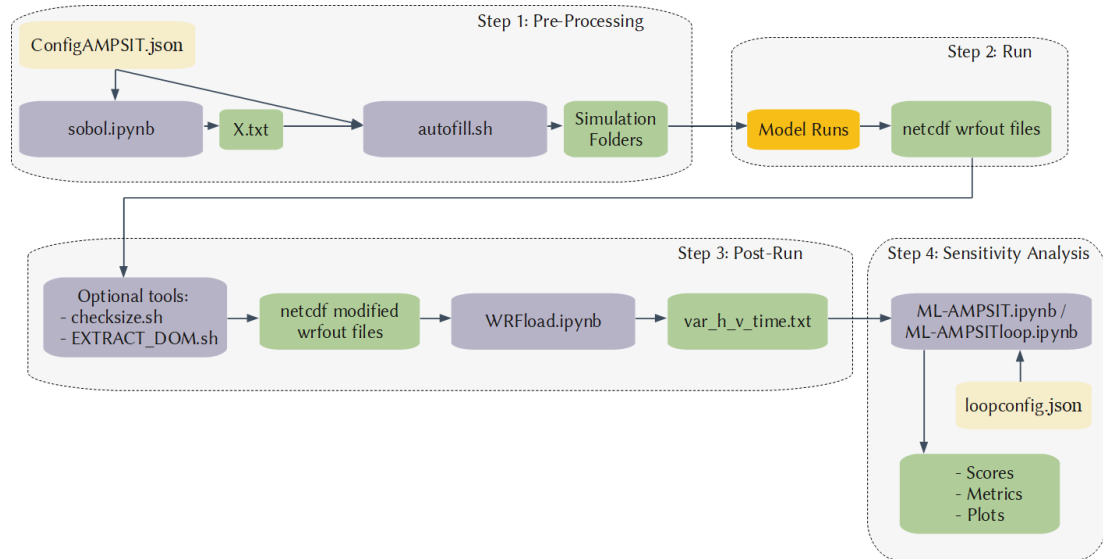 Step 1: Pre-Processing
ConfigAMPSIT.json
sobol.ipynb
X.txt
autofill.sh
Simulation
Folders
Step 2: Run
Model Runs
netcdf wrfout files
Step 3: Post-Run
Optional tools:
- checksize.sh
- EXTRACT_DOM.sh
netcdf modified
wrfout files
WRFload.ipynb
var_h_v_time.txt
Step 4: Sensitivity Analysis
ML-AMPSIT.ipynb /
ML-AMPSITloop.ipynb
loopconfig.json
- Scores
- Metrics
- Plots